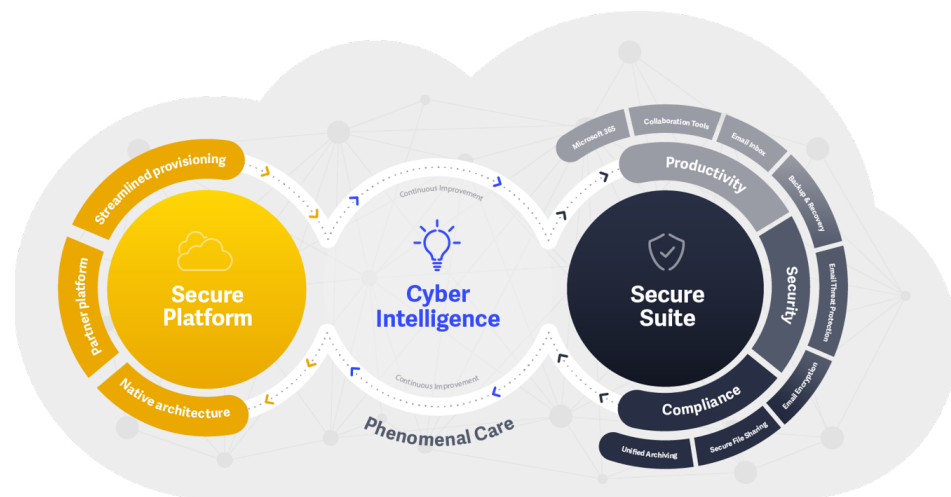 Streamlined provisioning
Partner platform
Native architecture
Secure
Platform
Continuous Improvement
Cyber
Intelligence
Continuous Improvement
Phenomenal Care
Secure
Suite
Productivity
Security
Compliance
Microsoft 365
Collaboration Tools
Email Inbox
Backup & Recovery
Email Threat Protection
Email Encryption
Secure File Sharing
Unified Archiving